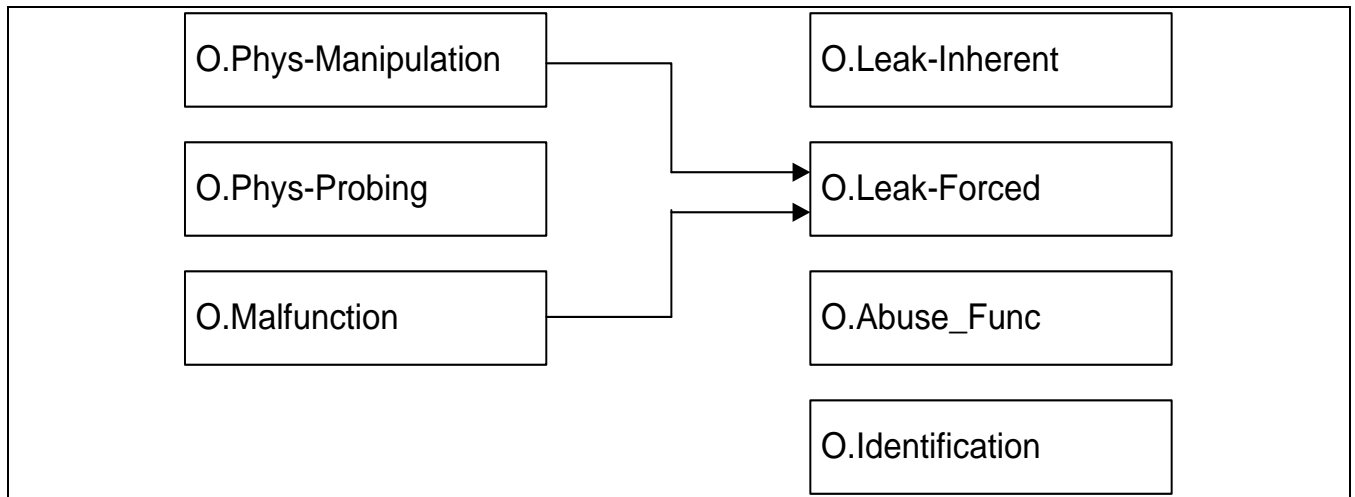 O.Phys-Manipulation
O.Leak-Inherent
O.Phys-Probing
O.Leak-Forced
O.Malfunction
O.Abuse_Func
O.Identification